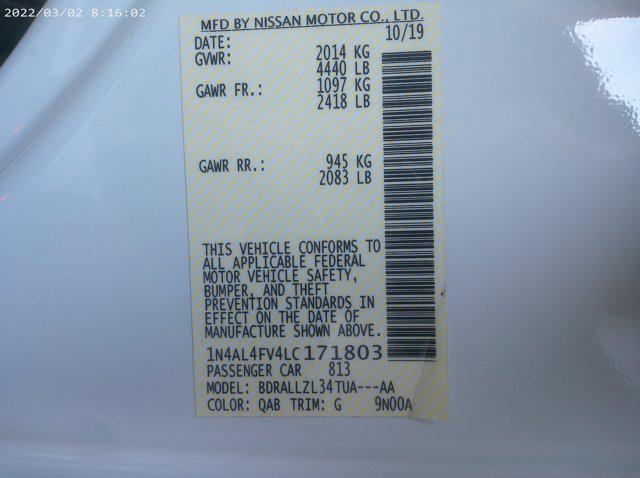 2022/03/02 8:16:02
MFD BY NISSAN MOTOR CO., LTD.
DATE: 10/19
GVWR: 2014 KG
4440 LB
GAWR FR.: 1097 KG
2418 LB
GAWR RR.: 945 KG
2083 LB
THIS VEHICLE CONFORMS TO
ALL APPLICABLE FEDERAL
MOTOR VEHICLE SAFETY,
BUMPER, AND THEFT
PREVENTION STANDARDS IN
EFFECT ON THE DATE OF
MANUFACTURE SHOWN ABOVE.
1N4AL4FV4LC171803
PASSENGER CAR 813
MODEL: BDRALLZL34TUA---AA
COLOR: QAB TRIM: G 9N00A